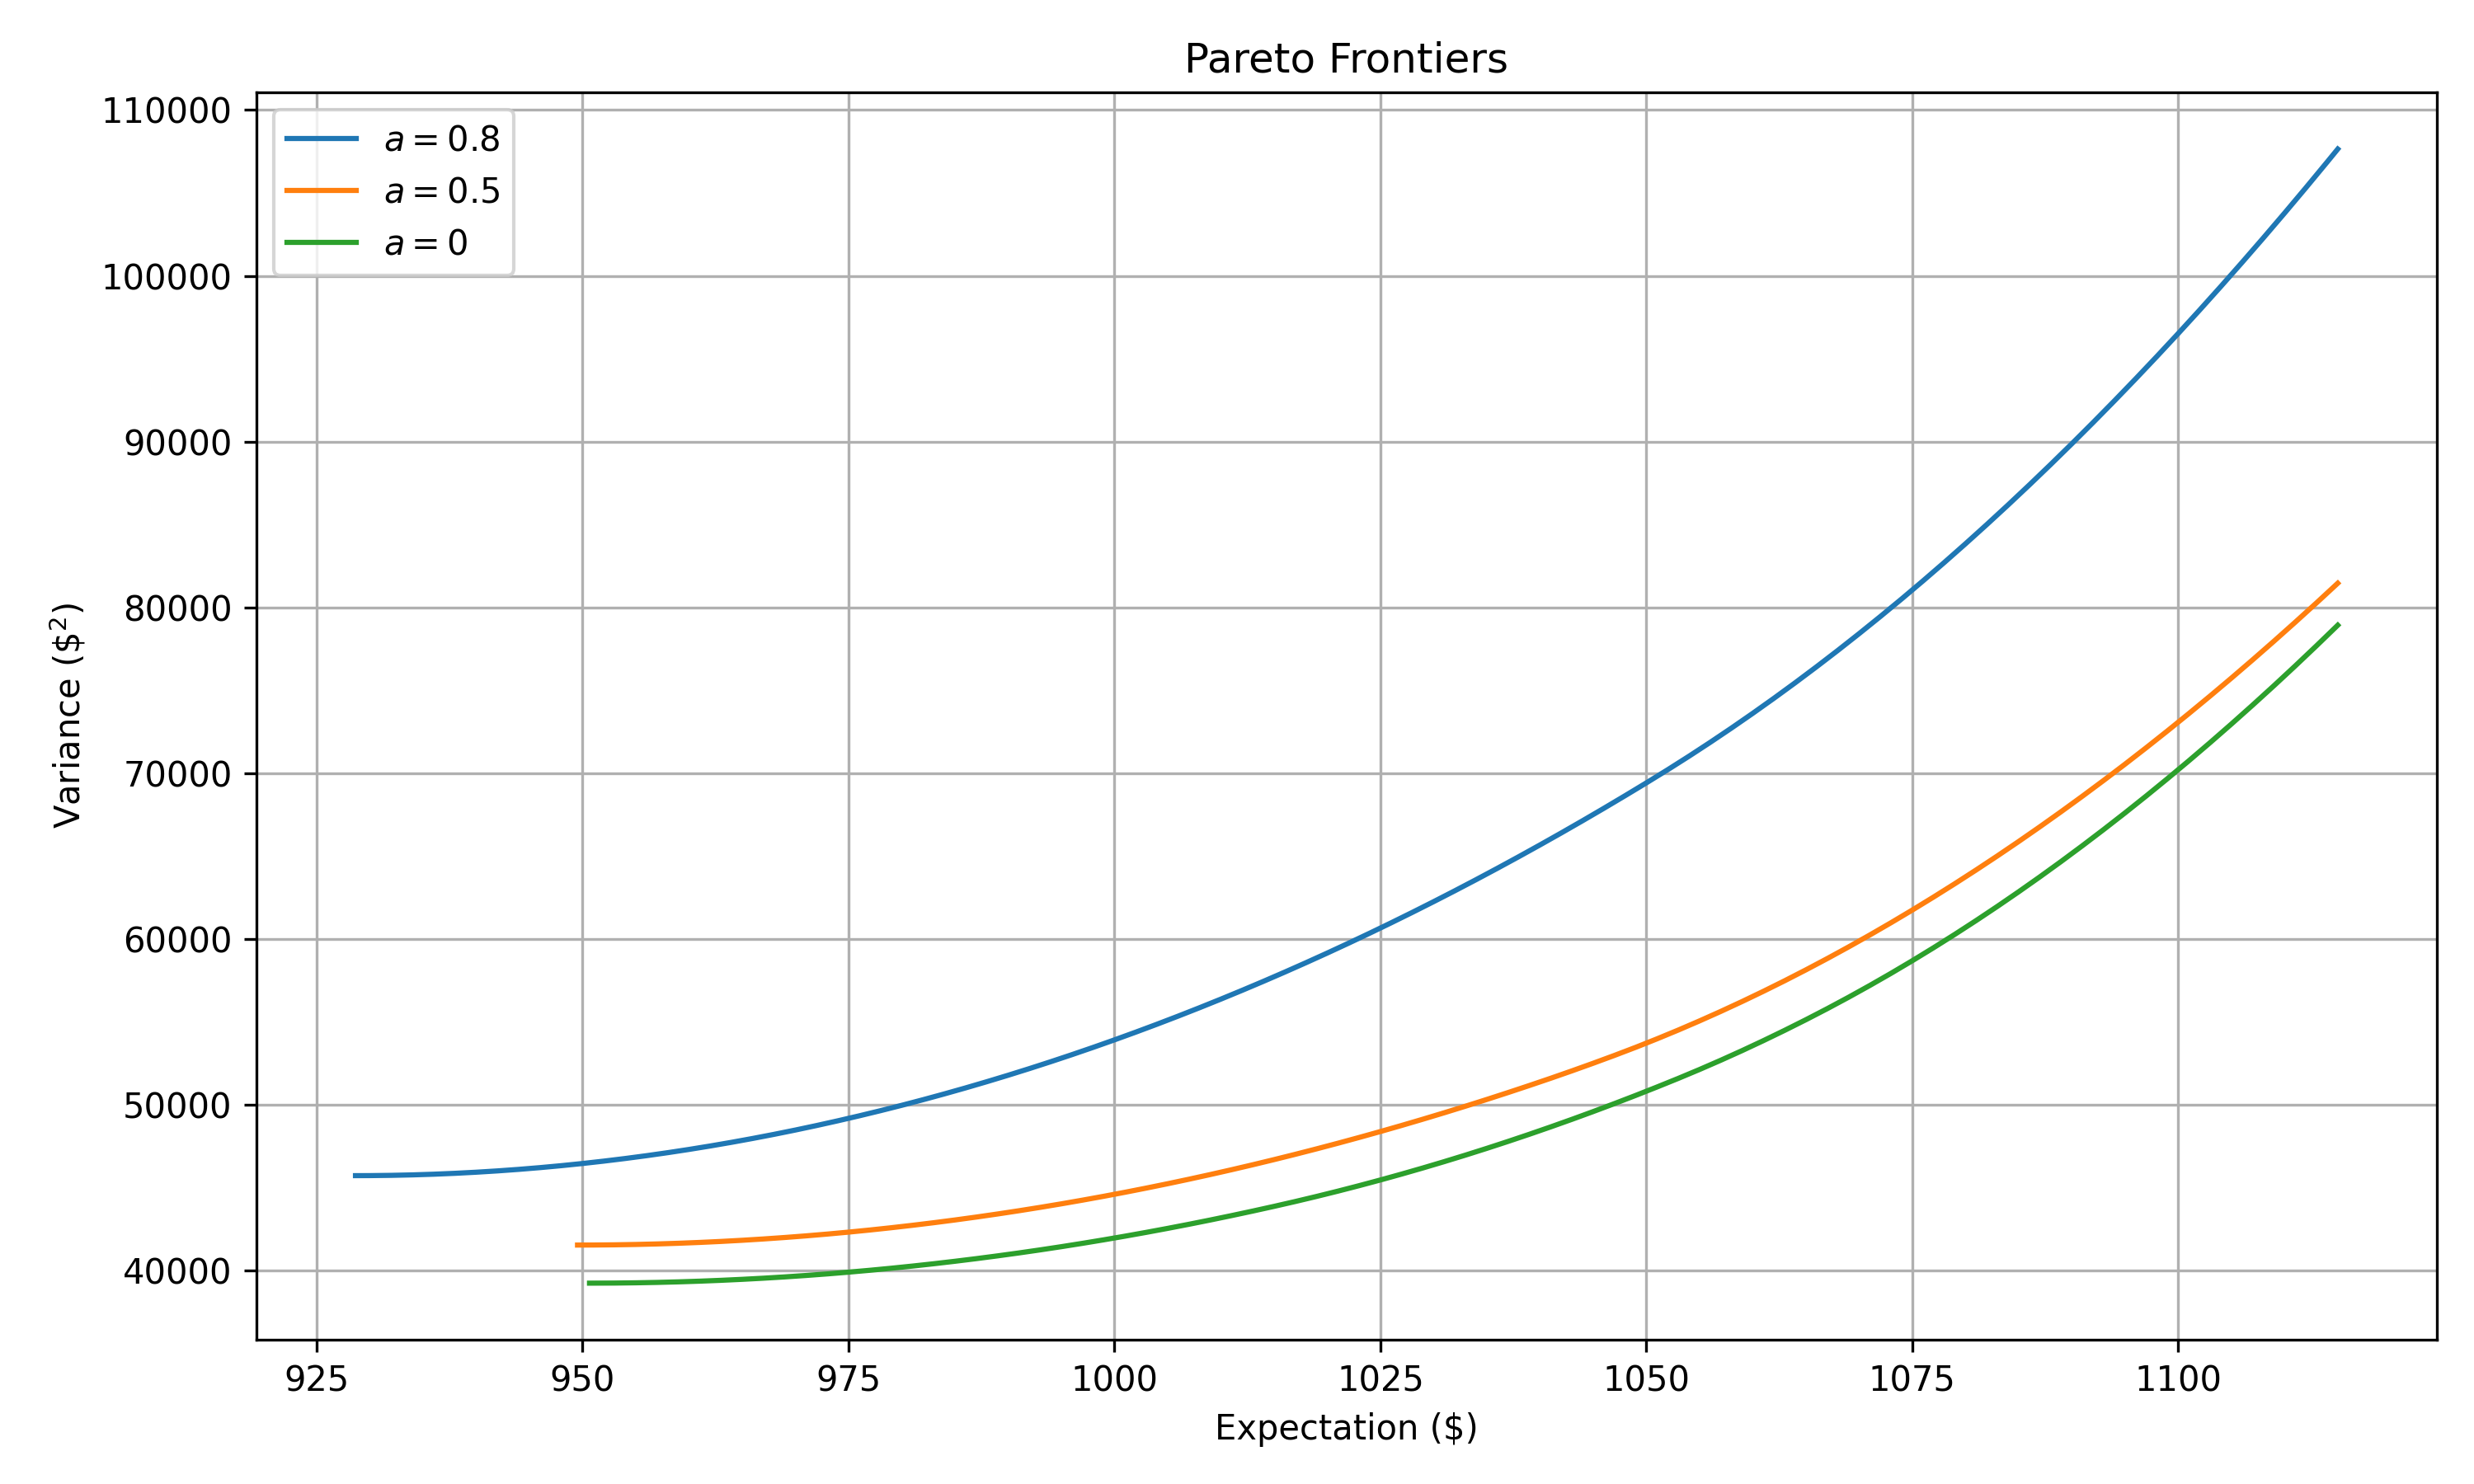 Pareto Frontiers
110000
100000
90000
80000
70000
60000
50000
40000
Variance ($²)
a = 0.8
a = 0.5
a = 0
925 950 975 1000 1025 1050 1075 1100
Expectation ($)